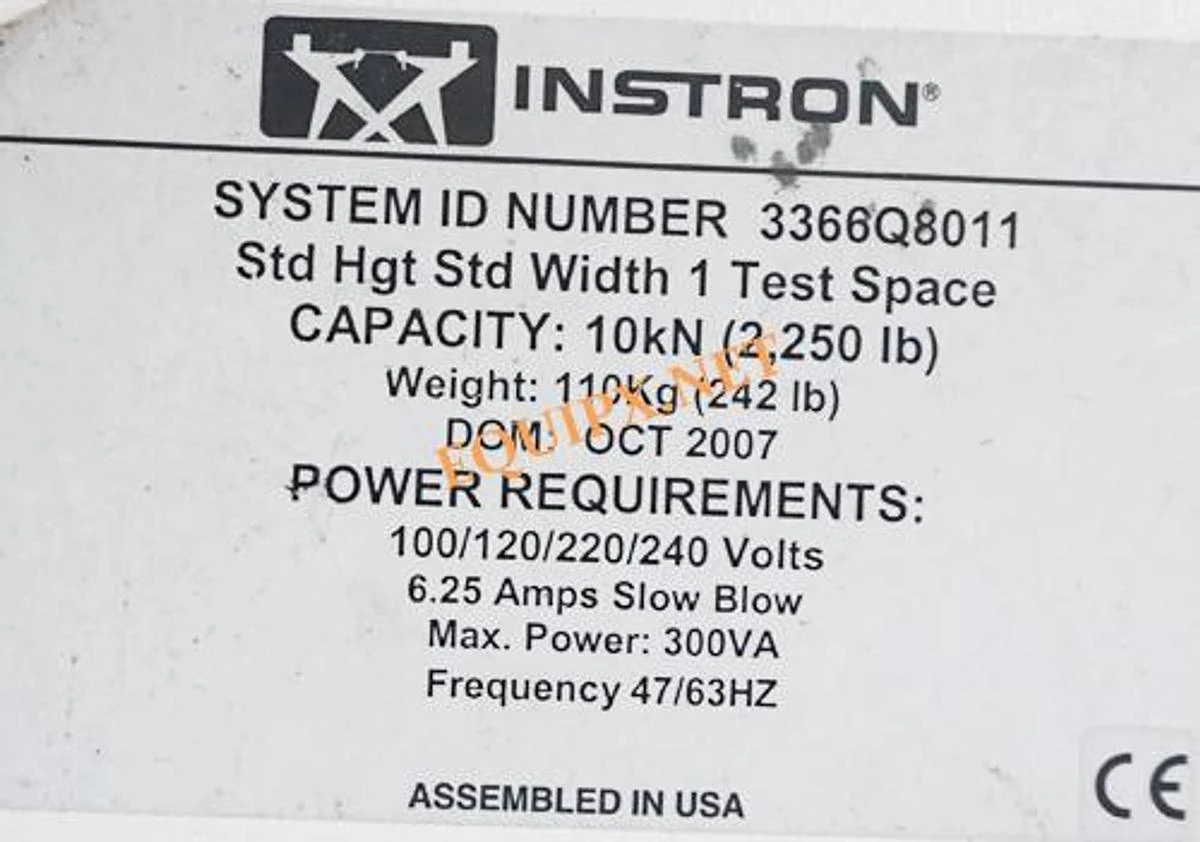 INSTRON®
SYSTEM ID NUMBER 3366Q8011
Std Hgt Std Width 1 Test Space
CAPACITY: 10kN (2,250 lb)
Weight: 110Kg (242 lb)
DOM: OCT 2007
EQUIPX.NET
POWER REQUIREMENTS:
100/120/220/240 Volts
6.25 Amps Slow Blow
Max. Power: 300VA
Frequency 47/63HZ
ASSEMBLED IN USA
CE